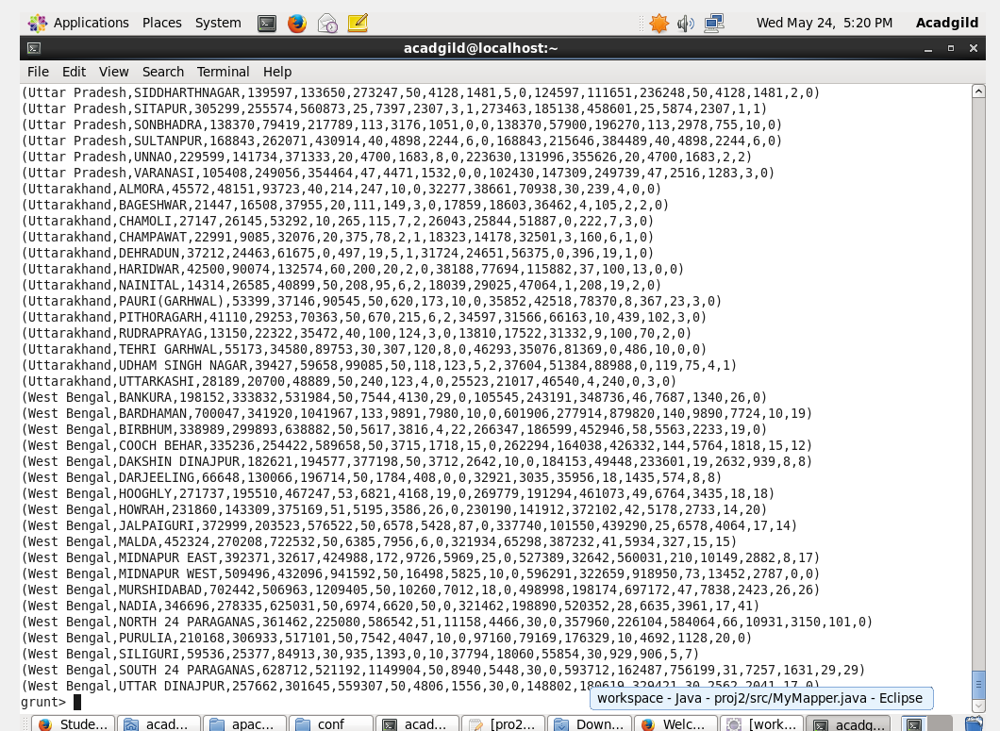 Applications Places System Wed May 24, 5:20 PM Acadgild
acadgild@localhost:~
File Edit View Search Terminal Help
(Uttar Pradesh,SIDDHARTHNAGAR,139597,133650,273247,50,4128,1481,5,0,124597,111651,236248,50,4128,1481,2,0)
(Uttar Pradesh,SITAPUR,305299,255574,560873,25,7397,2307,3,1,273463,185138,458601,25,5874,2307,1,1)
(Uttar Pradesh,SONBHADRA,138370,79419,217789,113,3176,1051,0,0,138370,57900,196270,113,2978,755,10,0)
(Uttar Pradesh,SULTANPUR,168843,262071,430914,40,4898,2244,6,0,168843,215646,384489,40,4898,2244,6,0)
(Uttar Pradesh,UNNAO,229599,141734,371333,20,4700,1683,8,0,223630,131996,355626,20,4700,1683,2,2)
(Uttar Pradesh,VARANASI,105408,249056,354464,47,4471,1532,0,0,102430,147309,249739,47,2516,1283,3,0)
(Uttarakhand,ALMORA,45572,48151,93723,40,214,247,10,0,32277,38661,70938,30,239,4,0,0)
(Uttarakhand,BAGESHWAR,21447,16508,37955,20,111,149,3,0,17859,18603,36462,4,105,2,2,0)
(Uttarakhand,CHAMOLI,27147,26145,53292,10,265,115,7,2,26043,25844,51887,0,222,7,3,0)
(Uttarakhand,CHAMPAWAT,22991,9085,32076,20,375,78,2,1,18323,14178,32501,3,160,6,1,0)
(Uttarakhand,DEHRADUN,37212,24463,61675,0,497,19,5,1,31724,24651,56375,0,396,19,1,0)
(Uttarakhand,HARIDWAR,42500,90074,132574,60,200,20,2,0,38188,77694,115882,37,100,13,0,0)
(Uttarakhand,NAINITAL,14314,26585,40899,50,208,95,6,2,18039,29025,47064,1,208,19,2,0)
(Uttarakhand,PAURI(GARHWAL),53399,37146,90545,50,620,173,10,0,35852,42518,78370,8,367,23,3,0)
(Uttarakhand,PITHORAGARH,41110,29253,70363,50,670,215,6,2,34597,31566,66163,10,439,102,3,0)
(Uttarakhand,RUDRAPRAYAG,13150,22322,35472,40,100,124,3,0,13810,17522,31332,9,100,70,2,0)
(Uttarakhand,TEHRI GARHWAL,55173,34580,89753,30,307,120,8,0,46293,35076,81369,0,486,10,0,0)
(Uttarakhand,UDHAM SINGH NAGAR,39427,59658,99085,50,118,123,5,2,37604,51384,88988,0,119,75,4,1)
(Uttarakhand,UTTARKASHI,28189,20700,48889,50,240,123,4,0,25523,21017,46540,4,240,0,3,0)
(West Bengal,BANKURA,198152,333832,531984,50,7544,4130,29,0,105545,243191,348736,46,7687,1340,26,0)
(West Bengal,BARDHAMAN,700047,341920,1041967,133,9891,7980,10,0,601906,277914,879820,140,9890,7724,10,19)
(West Bengal,BIRBHUM,338989,299893,638882,50,5617,3816,4,22,266347,186599,452946,58,5563,2233,19,0)
(West Bengal,COOCH BEHAR,335236,254422,589658,50,3715,1718,15,0,262294,164038,426332,144,5764,1818,15,12)
(West Bengal,DAKSHIN DINAJPUR,182621,194577,377198,50,3712,2642,10,0,184153,49448,233601,19,2632,939,8,8)
(West Bengal,DARJEELING,66648,130066,196714,50,1784,408,0,0,32921,3035,35956,18,1435,574,8,8)
(West Bengal,HOOGHLY,271737,195510,467247,53,6821,4168,19,0,269779,191294,461073,49,6764,3435,18,18)
(West Bengal,HOWRAH,231860,143309,375169,51,5195,3586,26,0,230190,141912,372102,42,5178,2733,14,20)
(West Bengal,JALPAIGURI,372999,203523,576522,50,6578,5428,87,0,337740,101550,439290,25,6578,4064,17,14)
(West Bengal,MALDA,452324,270208,722532,50,6385,7956,6,0,321934,65298,387232,41,5934,327,15,15)
(West Bengal,MIDNAPUR EAST,392371,32617,424988,172,9726,5969,25,0,527389,32642,560031,210,10149,2882,8,17)
(West Bengal,MIDNAPUR WEST,509496,432096,941592,50,16498,5825,10,0,596291,322659,918950,73,13452,2787,0,0)
(West Bengal,MURSHIDABAD,702442,506963,1209405,50,10260,7012,18,0,498998,198174,697172,47,7838,2423,26,26)
(West Bengal,NADIA,346696,278335,625031,50,6974,6620,50,0,321462,198890,520352,28,6635,3961,17,41)
(West Bengal,NORTH 24 PARAGANAS,361462,225080,586542,51,11158,4466,30,0,357960,226104,584064,66,10931,3150,101,0)
(West Bengal,PURULIA,210168,306933,517101,50,7542,4047,10,0,97160,79169,176329,10,4692,1128,20,0)
(West Bengal,SILIGURI,59536,25377,84913,30,935,1393,0,10,37794,18060,55854,30,929,906,5,7)
(West Bengal,SOUTH 24 PARAGANAS,628712,521192,1149904,50,8940,5448,30,0,593712,162487,756199,31,7257,1631,29,29)
(West Bengal,UTTAR DINAJPUR,257662,301645,559307,50,4806,1556,30,0,148802,180619,329421,30,2562,2041,17,0)
grunt>
workspace - Java - proj2/src/MyMapper.java - Eclipse
Stude... acad... apac... conf acad... [pro2... Down... Welc... [work... acadg...